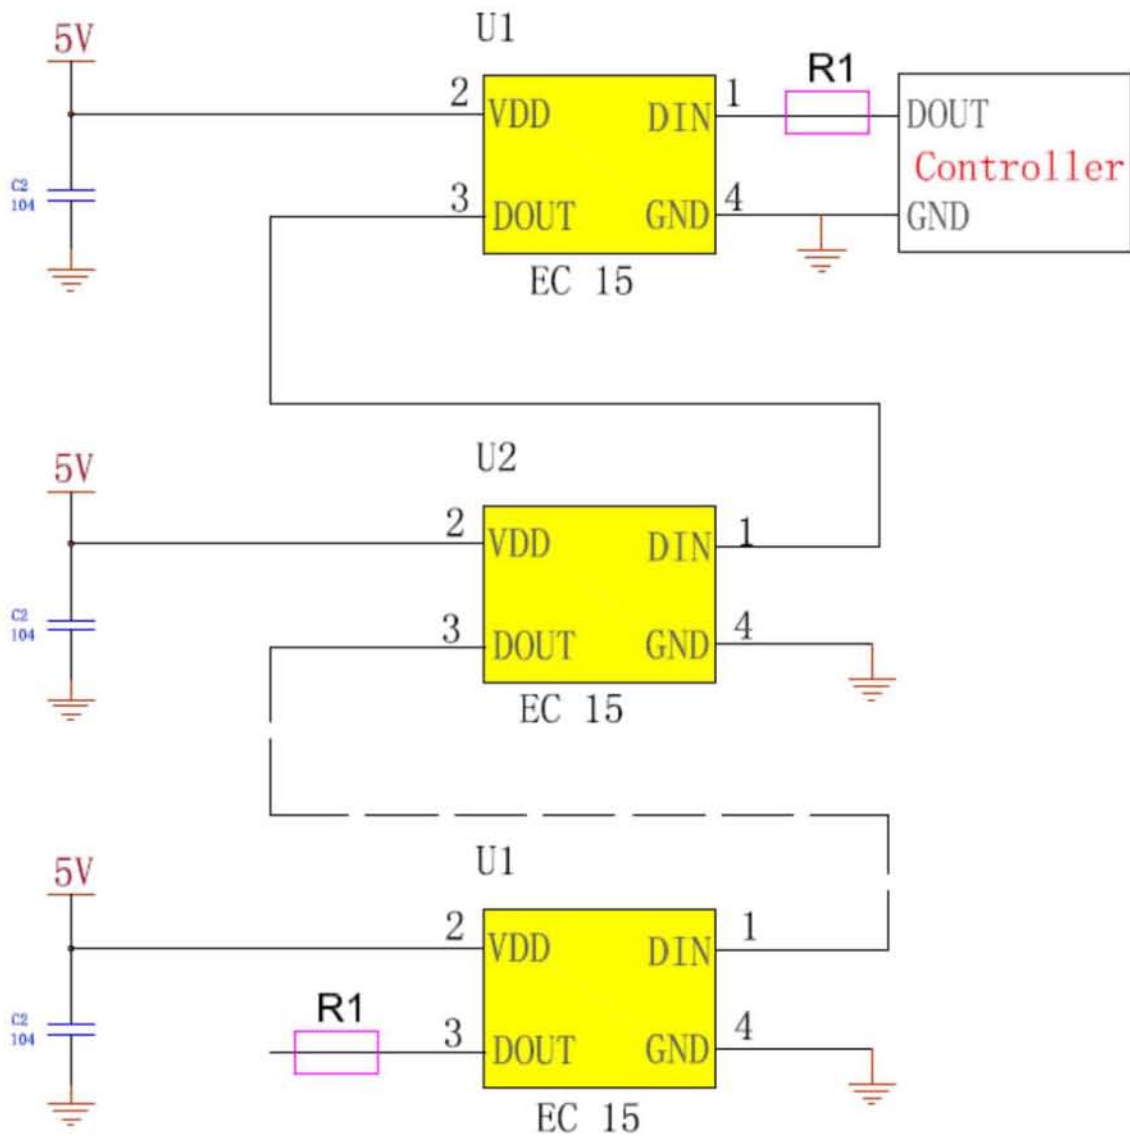 U1
5V
R1
2 VDD DIN 1 DOUT
C2
104
Controller
3 DOUT GND 4 GND
EC 15
U2
5V
2 VDD DIN 1
C2
104
3 DOUT GND 4
EC 15
U1
5V
2 VDD DIN 1
R1
C2
104
3 DOUT GND 4
EC 15